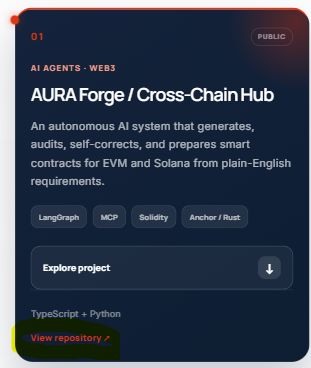 01
PUBLIC
AI AGENTS · WEB3
AURA Forge / Cross-Chain Hub
An autonomous AI system that generates,
audits, self-corrects, and prepares smart
contracts for EVM and Solana from plain-English
requirements.
LangGraph MCP Solidity Anchor / Rust
Explore project ↓
TypeScript + Python
View repository ↗